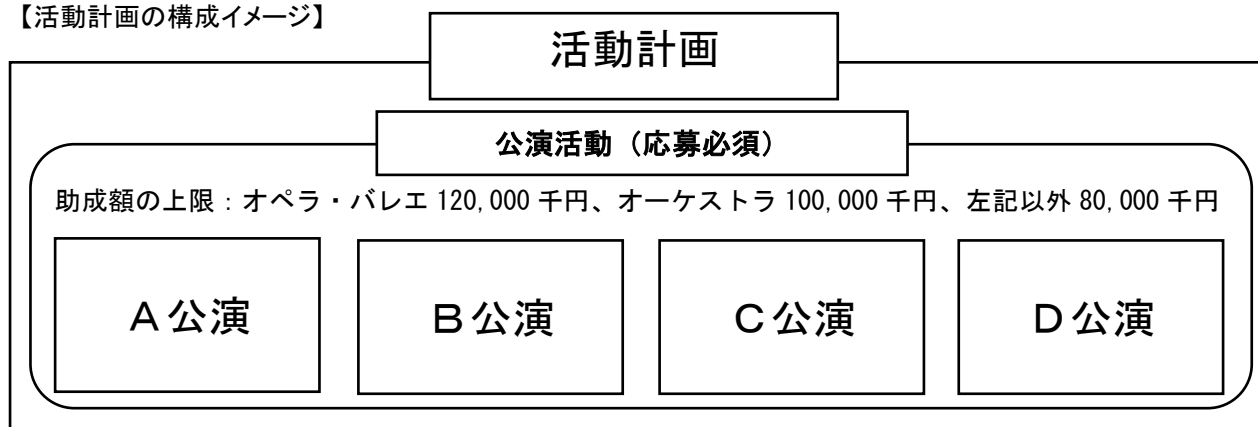 【活動計画の構成イメージ】
活動計画
公演活動（応募必須）
助成額の上限：オペラ・バレエ 120,000 千円、オーケストラ 100,000 千円、左記以外 80,000 千円
Ａ公演
Ｂ公演
Ｃ公演
Ｄ公演